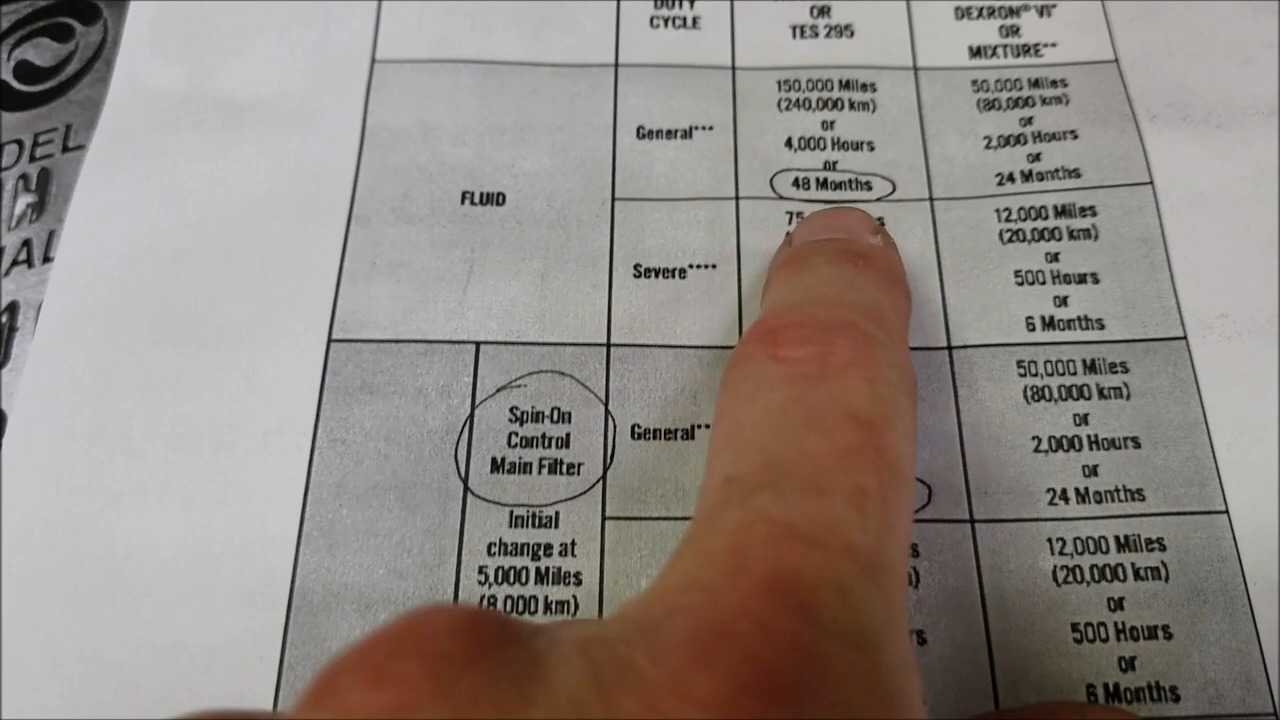 DUTY
CYCLE
OR
TES 295
DEXRON® VI*
OR
MIXTURE**
FLUID
General***
150,000 Miles
(240,000 km)
or
4,000 Hours
or
48 Months
50,000 Miles
(80,000 km)
or
2,000 Hours
or
24 Months
Severe****
12,000 Miles
(20,000 km)
or
500 Hours
or
6 Months
Spin-On
Control
Main Filter
Initial
change at
5,000 Miles
(8,000 km)
General**
50,000 Miles
(80,000 km)
or
2,000 Hours
or
24 Months
12,000 Miles
(20,000 km)
or
500 Hours
or
6 Months